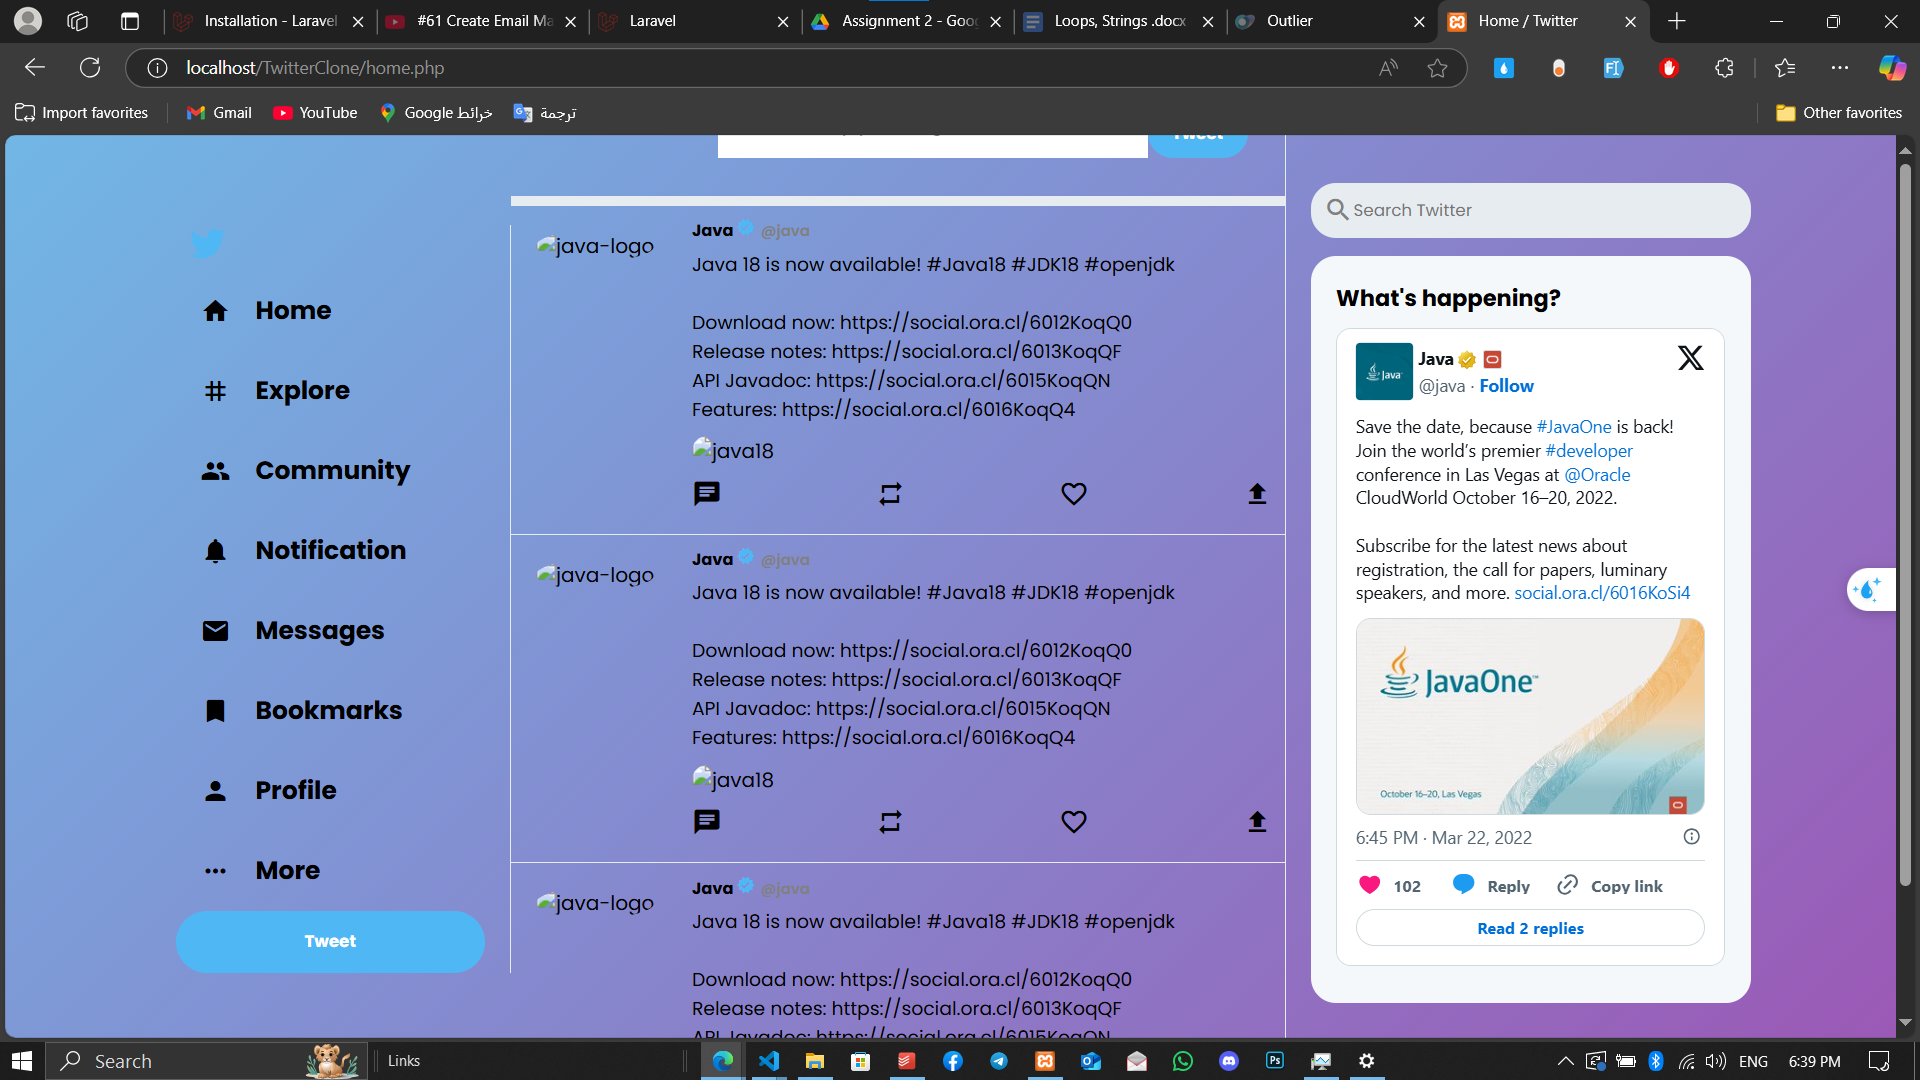 Installation - Laravel
#61 Create Email Ma
Laravel
Assignment 2 - Goo
Loops, Strings .docx
Outlier
Home / Twitter
localhost/TwitterClone/home.php
Import favorites
Gmail
YouTube
Google خرائط
ترجمة
Other favorites
Tweet
Home
Explore
Community
Notification
Messages
Bookmarks
Profile
More
Tweet
java-logo
Java @java
Java 18 is now available! #Java18 #JDK18 #openjdk
Download now: https://social.ora.cl/6012KoqQ0
Release notes: https://social.ora.cl/6013KoqQF
API Javadoc: https://social.ora.cl/6015KoqQN
Features: https://social.ora.cl/6016KoqQ4
java18
java-logo
Java @java
Java 18 is now available! #Java18 #JDK18 #openjdk
Download now: https://social.ora.cl/6012KoqQ0
Release notes: https://social.ora.cl/6013KoqQF
API Javadoc: https://social.ora.cl/6015KoqQN
Features: https://social.ora.cl/6016KoqQ4
java18
java-logo
Java @java
Java 18 is now available! #Java18 #JDK18 #openjdk
Download now: https://social.ora.cl/6012KoqQ0
Release notes: https://social.ora.cl/6013KoqQF
API Javadoc: https://social.ora.cl/6015KoqQN
Search Twitter
What's happening?
Java
Java
@java · Follow
Save the date, because #JavaOne is back!
Join the world's premier #developer
conference in Las Vegas at @Oracle
CloudWorld October 16–20, 2022.
Subscribe for the latest news about
registration, the call for papers, luminary
speakers, and more. social.ora.cl/6016KoSi4
JavaOne™
October 16–20, Las Vegas
6:45 PM · Mar 22, 2022
102 Reply Copy link
Read 2 replies
Search
Links
ENG
6:39 PM